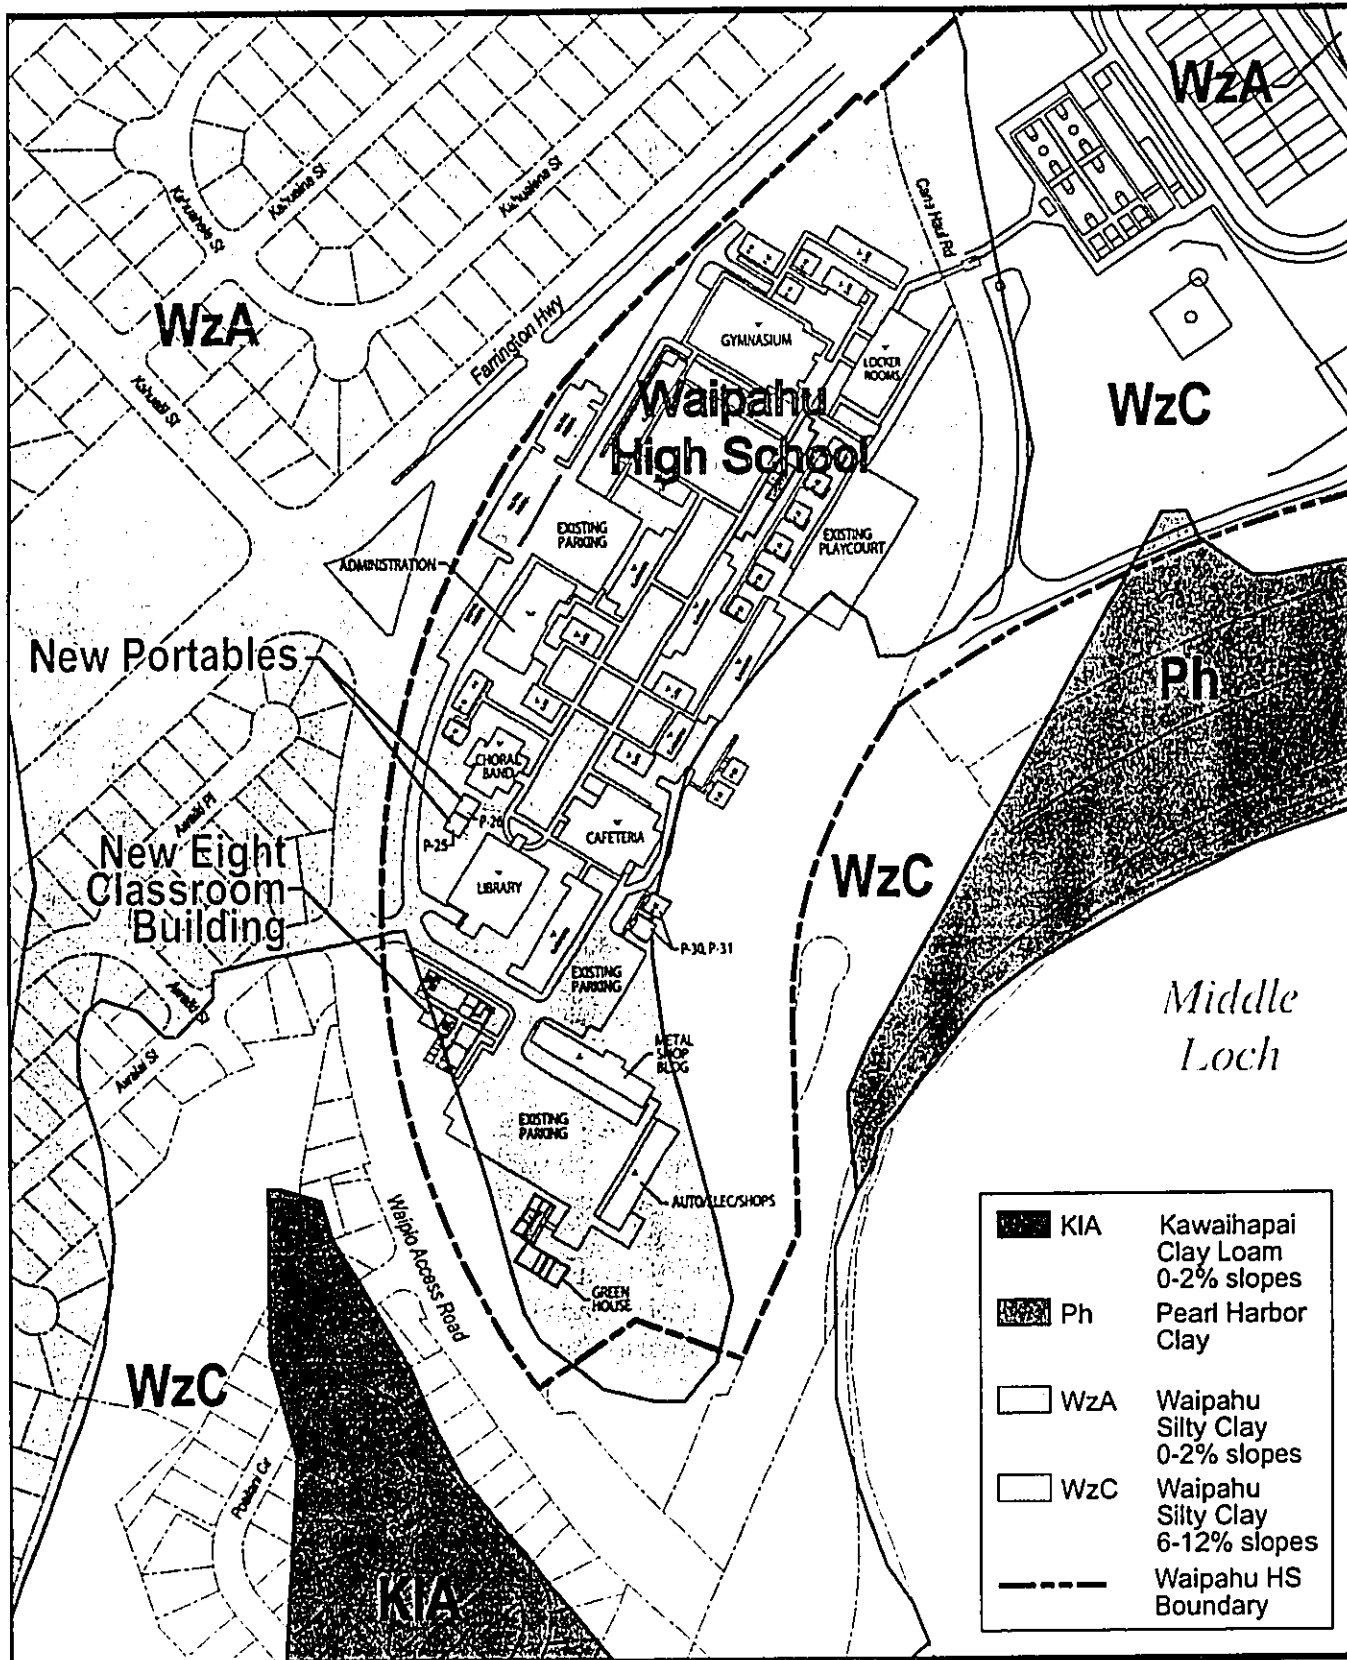 WzA
Kahualena St
Farrington Hwy
WzA
Cane Haul Rd
GYMNASIUM
LOCKER
ROOMS
Waipahu
High School
WzC
EXISTING
PARKING
EXISTING
PLAYCOURT
ADMINISTRATION
New Portables
Ph
CHORAL
BAND
P-26
P-25
CAFETERIA
New Eight
Classroom
Building
LIBRARY
WzC
P-30, P-31
EXISTING
PARKING
Middle
Loch
METAL
SHOP
BLDG
EXISTING
PARKING
AUTO/ELEC/SHOPS
Waipio Access Road
GREEN
HOUSE
WzC
KIA
KIA Kawaihapai
Clay Loam
0-2% slopes
Ph Pearl Harbor
Clay
WzA Waipahu
Silty Clay
0-2% slopes
WzC Waipahu
Silty Clay
6-12% slopes
Waipahu HS
Boundary